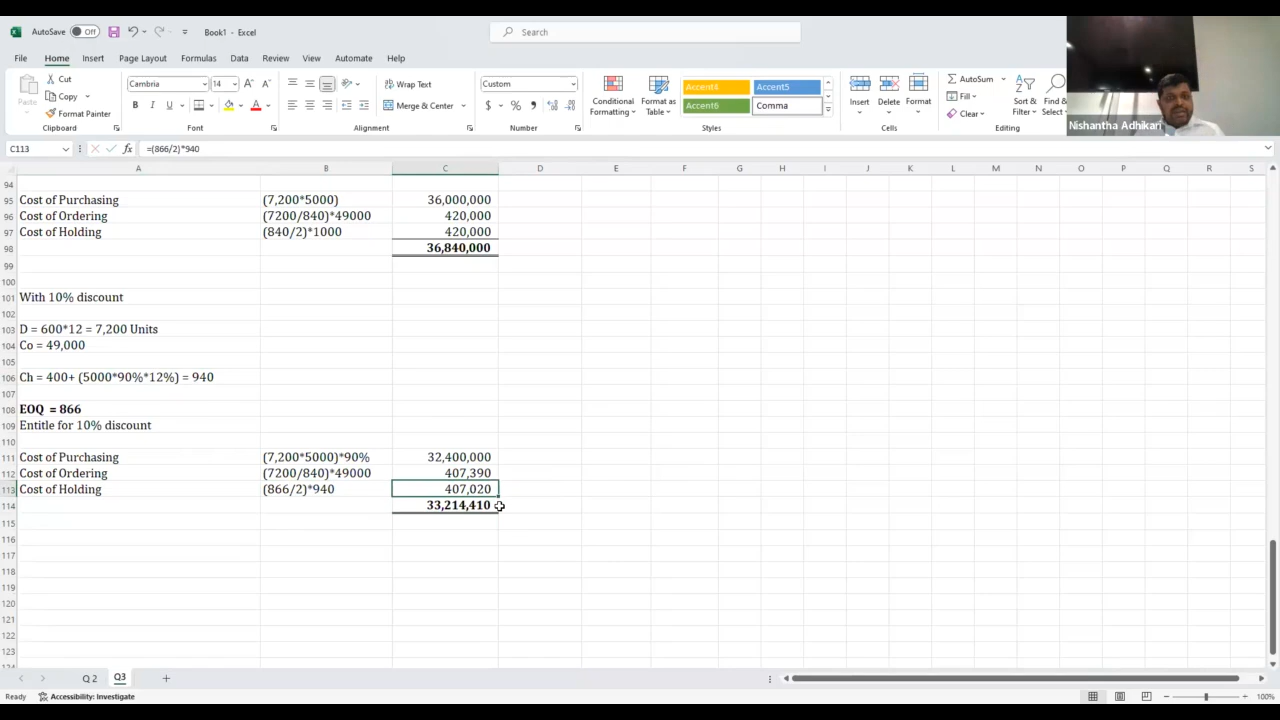 AutoSave Off Book1 - Excel Search
File Home Insert Page Layout Formulas Data Review View Automate Help
Paste Cut Copy Format Painter Clipboard
Cambria 14 A A B I U A Font
Wrap Text Merge & Center Alignment
Custom $ % Number
Conditional Formatting Format as Table Accent4 Accent5 Accent6 Comma Styles
Insert Delete Format Cells
AutoSum Fill Clear Sort & Filter Find & Select Editing
Nishantha Adhikari
C113 fx =(866/2)*940
A B C D E F G H I J K L M N O P Q R S
94
95 Cost of Purchasing (7,200*5000) 36,000,000
96 Cost of Ordering (7200/840)*49000 420,000
97 Cost of Holding (840/2)*1000 420,000
98 36,840,000
99
100
101 With 10% discount
102
103 D = 600*12 = 7,200 Units
104 Co = 49,000
105
106 Ch = 400+ (5000*90%*12%) = 940
107
108 EOQ = 866
109 Entitle for 10% discount
110
111 Cost of Purchasing (7,200*5000)*90% 32,400,000
112 Cost of Ordering (7200/840)*49000 407,390
113 Cost of Holding (866/2)*940 407,020
114 33,214,410
115
116
117
118
119
120
121
122
123
124
Q 2 Q3
Ready Accessibility: Investigate 100%